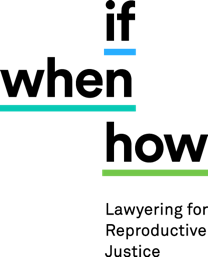 if
when
how
Lawyering for
Reproductive
Justice